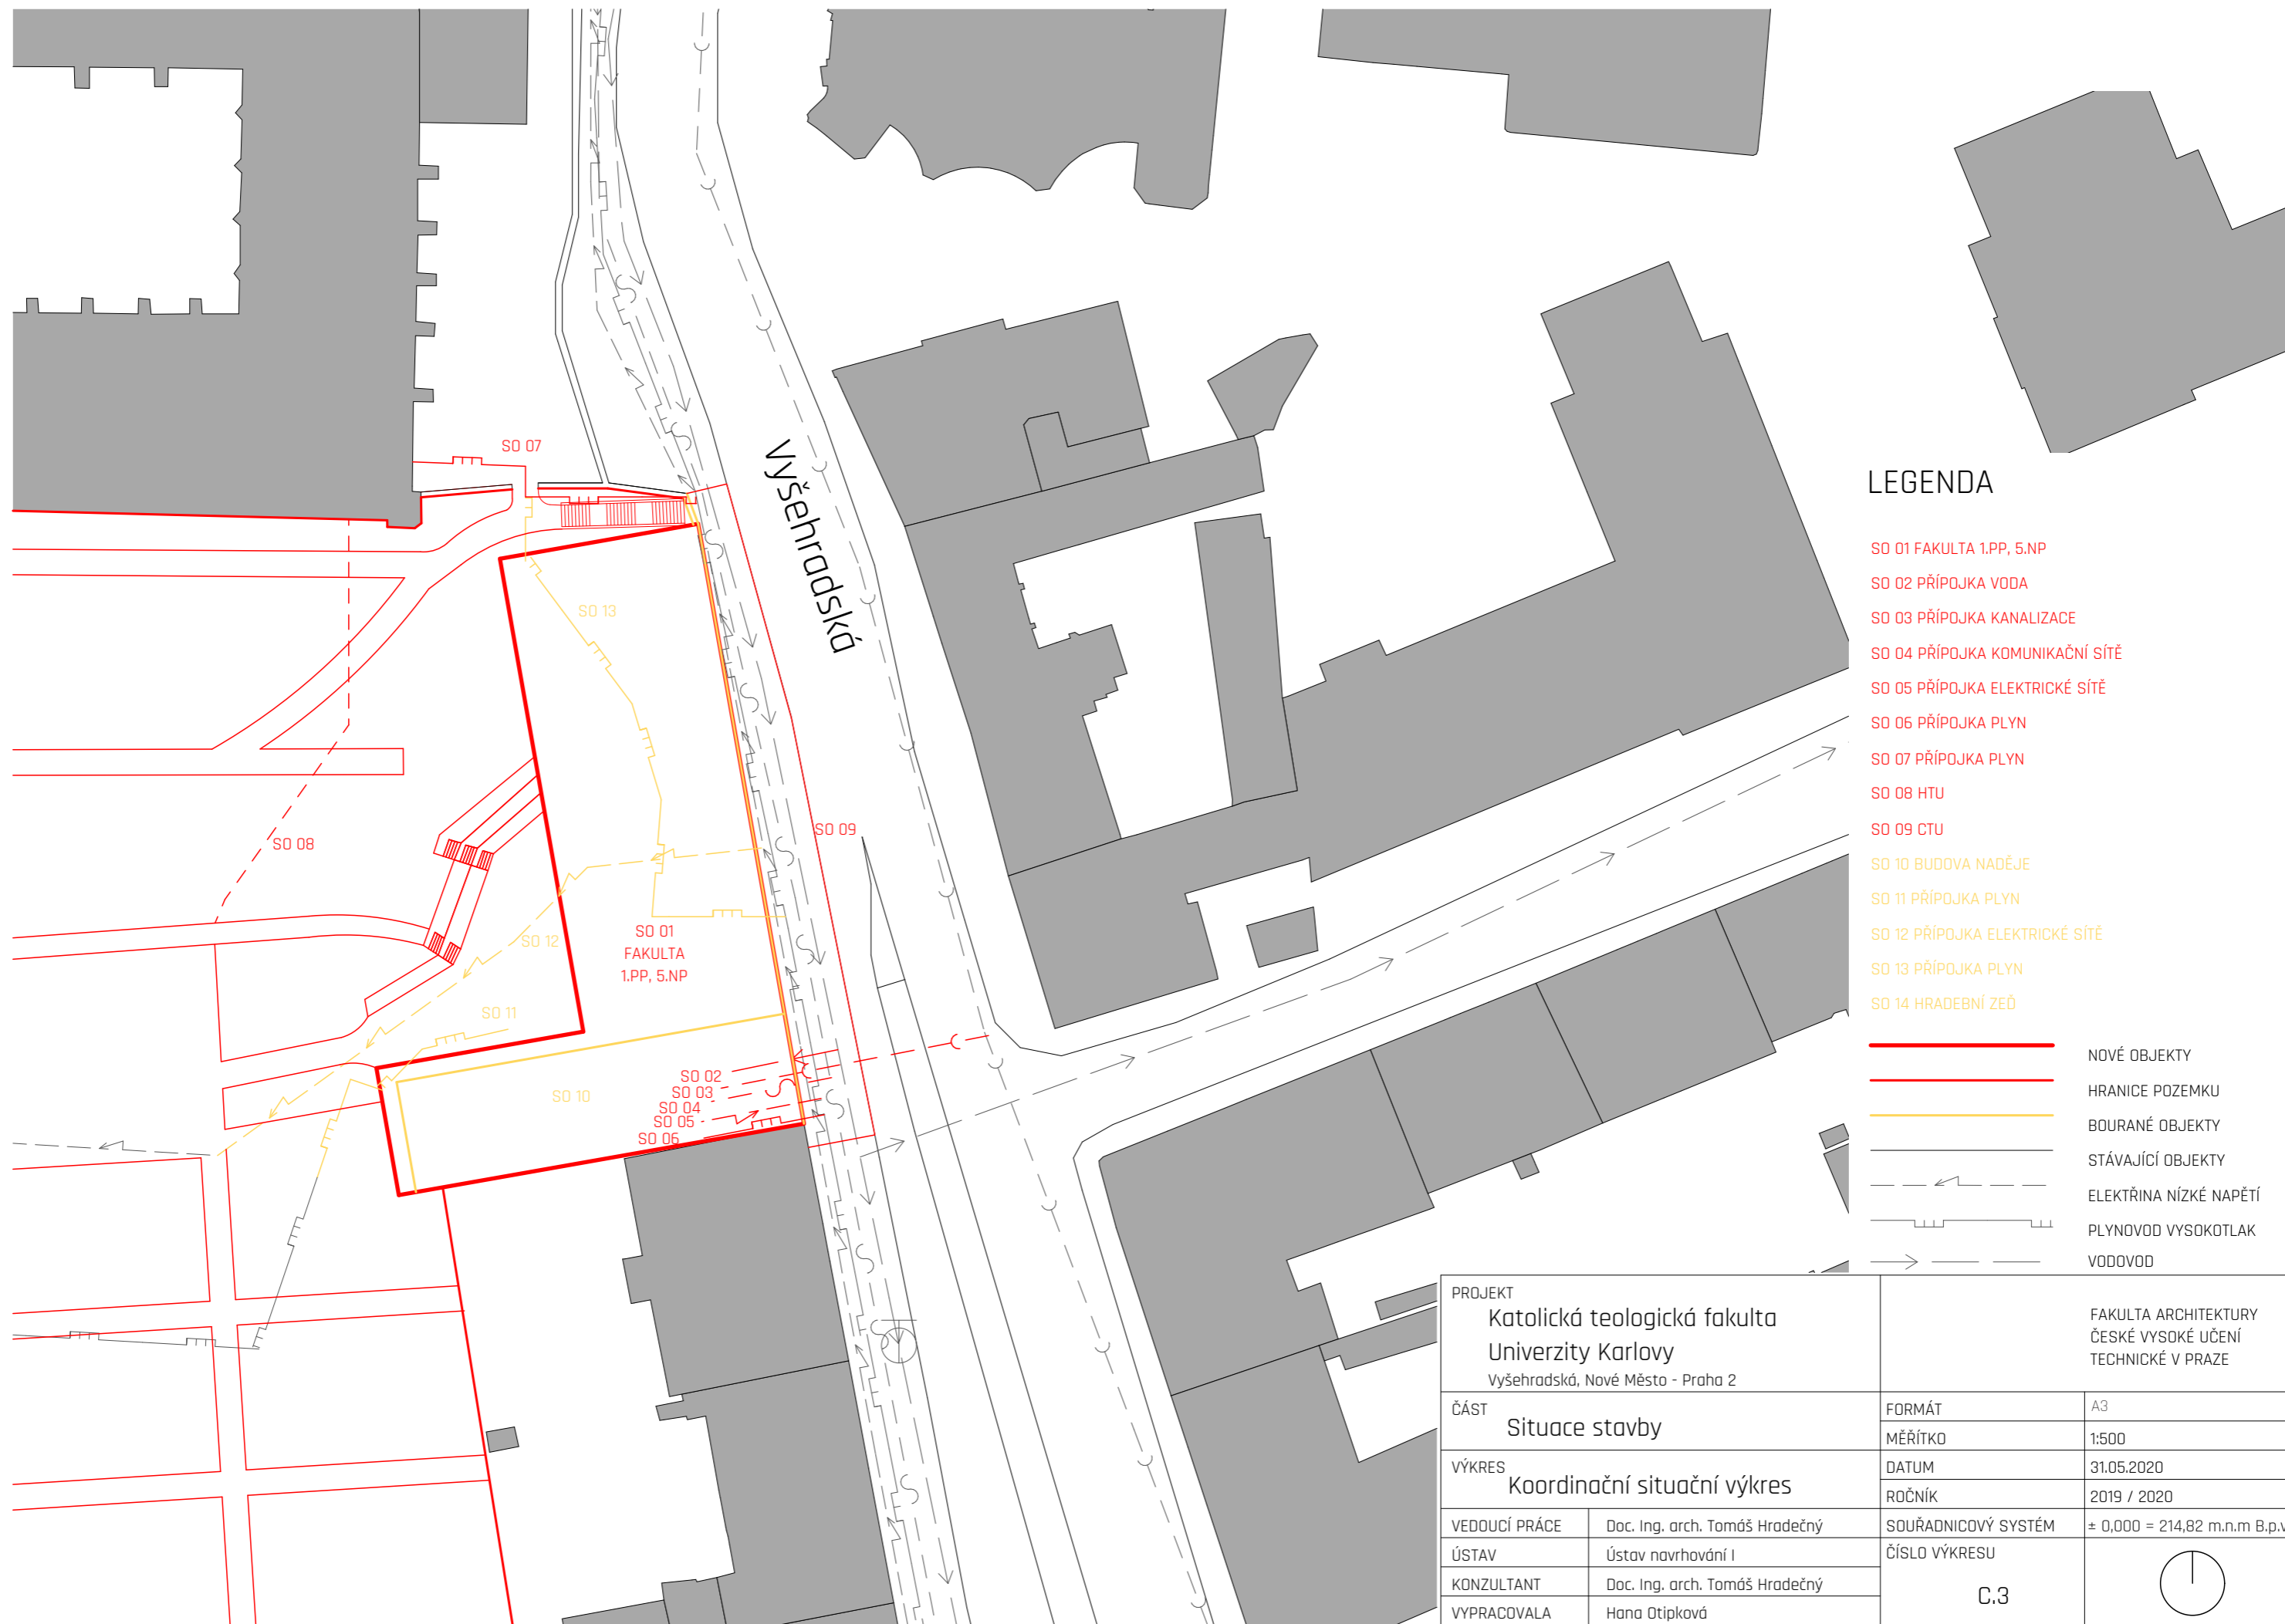 SO 07
Vyšehradská
SO 13
SO 09
SO 08
SO 12
SO 01
FAKULTA
1.PP, 5.NP
SO 11
SO 10
SO 02
SO 03
SO 04
SO 05
SO 06
LEGENDA
SO 01 FAKULTA 1.PP, 5.NP
SO 02 PŘÍPOJKA VODA
SO 03 PŘÍPOJKA KANALIZACE
SO 04 PŘÍPOJKA KOMUNIKAČNÍ SÍTĚ
SO 05 PŘÍPOJKA ELEKTRICKÉ SÍTĚ
SO 06 PŘÍPOJKA PLYN
SO 07 PŘÍPOJKA PLYN
SO 08 HTU
SO 09 CTU
SO 10 BUDOVA NADĚJE
SO 11 PŘÍPOJKA PLYN
SO 12 PŘÍPOJKA ELEKTRICKÉ SÍTĚ
SO 13 PŘÍPOJKA PLYN
SO 14 HRADEBNÍ ZEĎ
NOVÉ OBJEKTY
HRANICE POZEMKU
BOURANÉ OBJEKTY
STÁVAJÍCÍ OBJEKTY
ELEKTŘINA NÍZKÉ NAPĚTÍ
PLYNOVOD VYSOKOTLAK
VODOVOD
PROJEKT
Katolická teologická fakulta
Univerzity Karlovy
Vyšehradská, Nové Město - Praha 2
FAKULTA ARCHITEKTURY
ČESKÉ VYSOKÉ UČENÍ
TECHNICKÉ V PRAZE
ČÁST
Situace stavby
FORMÁT A3
MĚŘÍTKO 1:500
VÝKRES
Koordinační situační výkres
DATUM 31.05.2020
ROČNÍK 2019 / 2020
VEDOUCÍ PRÁCE Doc. Ing. arch. Tomáš Hradečný
SOUŘADNICOVÝ SYSTÉM ± 0,000 = 214,82 m.n.m B.p.v
ÚSTAV Ústav navrhování I
ČÍSLO VÝKRESU
C.3
KONZULTANT Doc. Ing. arch. Tomáš Hradečný
VYPRACOVALA Hana Otipková